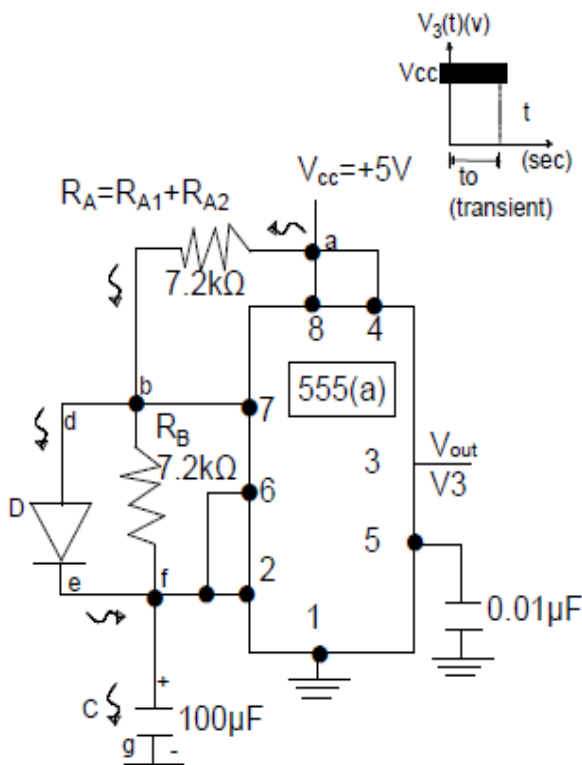 V3(t)(v)
Vcc
t
(sec)
to
(transient)
Vcc=+5V
RA=RA1+RA2
a
7.2kΩ
8
4
b
555(a)
d
7
RB
7.2kΩ
3
Vout
V3
D
6
5
e
f
2
0.01µF
1
+
C
100µF
g
-